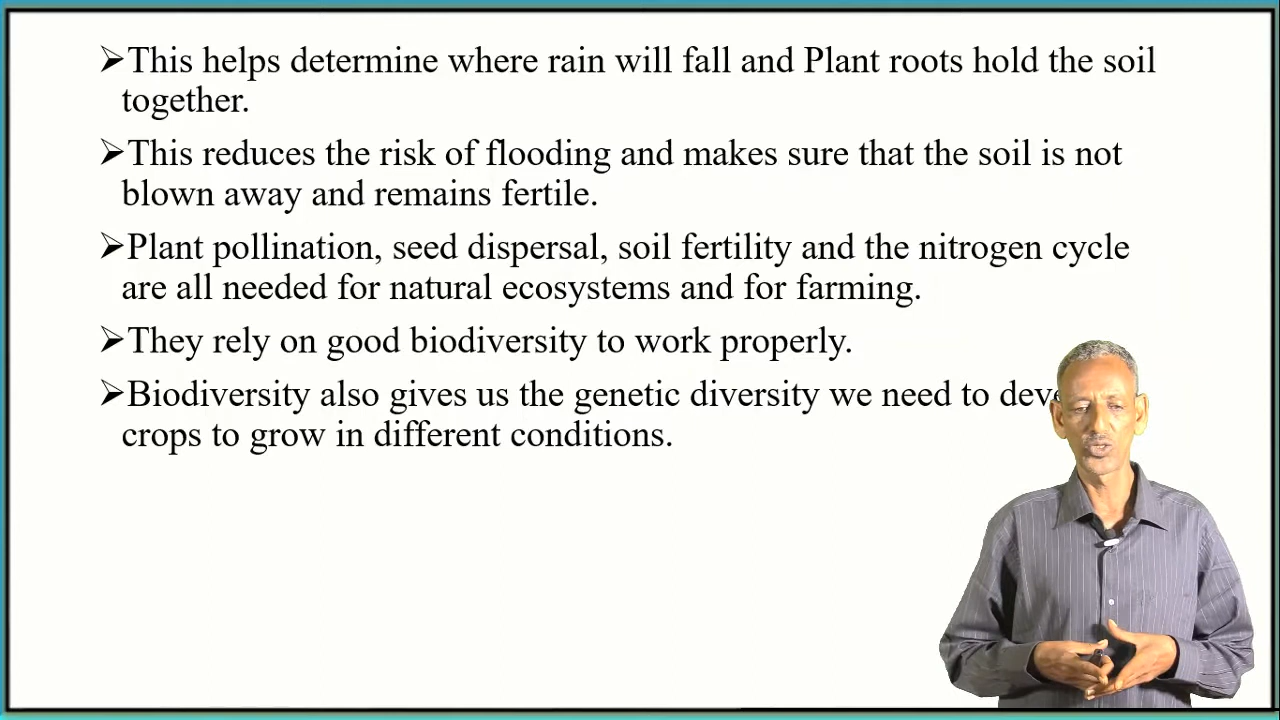 ➢This helps determine where rain will fall and Plant roots hold the soil
together.
➢This reduces the risk of flooding and makes sure that the soil is not
blown away and remains fertile.
➢Plant pollination, seed dispersal, soil fertility and the nitrogen cycle
are all needed for natural ecosystems and for farming.
➢They rely on good biodiversity to work properly.
➢Biodiversity also gives us the genetic diversity we need to
crops to grow in different conditions.